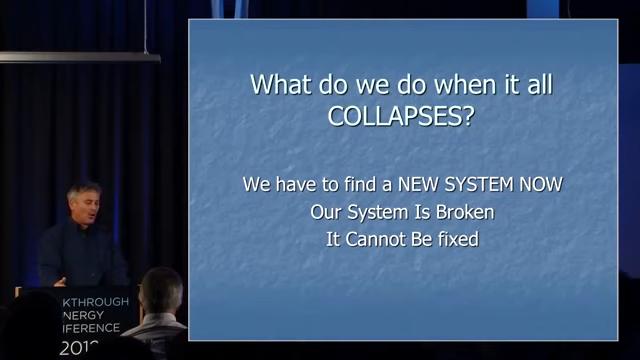 What do we do when it all
COLLAPSES?
We have to find a NEW SYSTEM NOW
Our System Is Broken
It Cannot Be fixed
KTHROUGH
NERGY
FERENCE